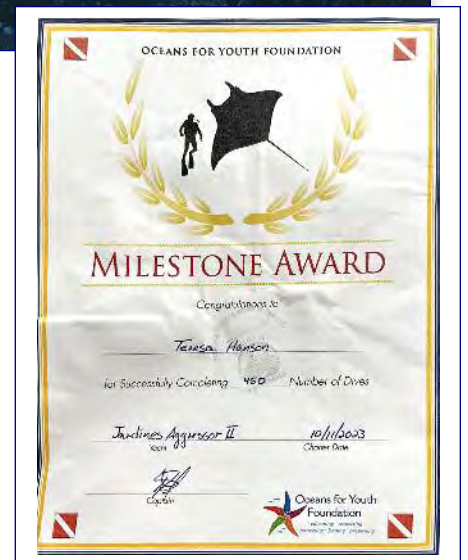 OCEANS FOR YOUTH FOUNDATION
MILESTONE AWARD
Congratulations to
Teresa Hanson
for Successfully Completing 450 Number of Dives
Jardines Aggressor II 10/11/2023
Yacht Charter Date
Captain
Oceans for Youth
Foundation